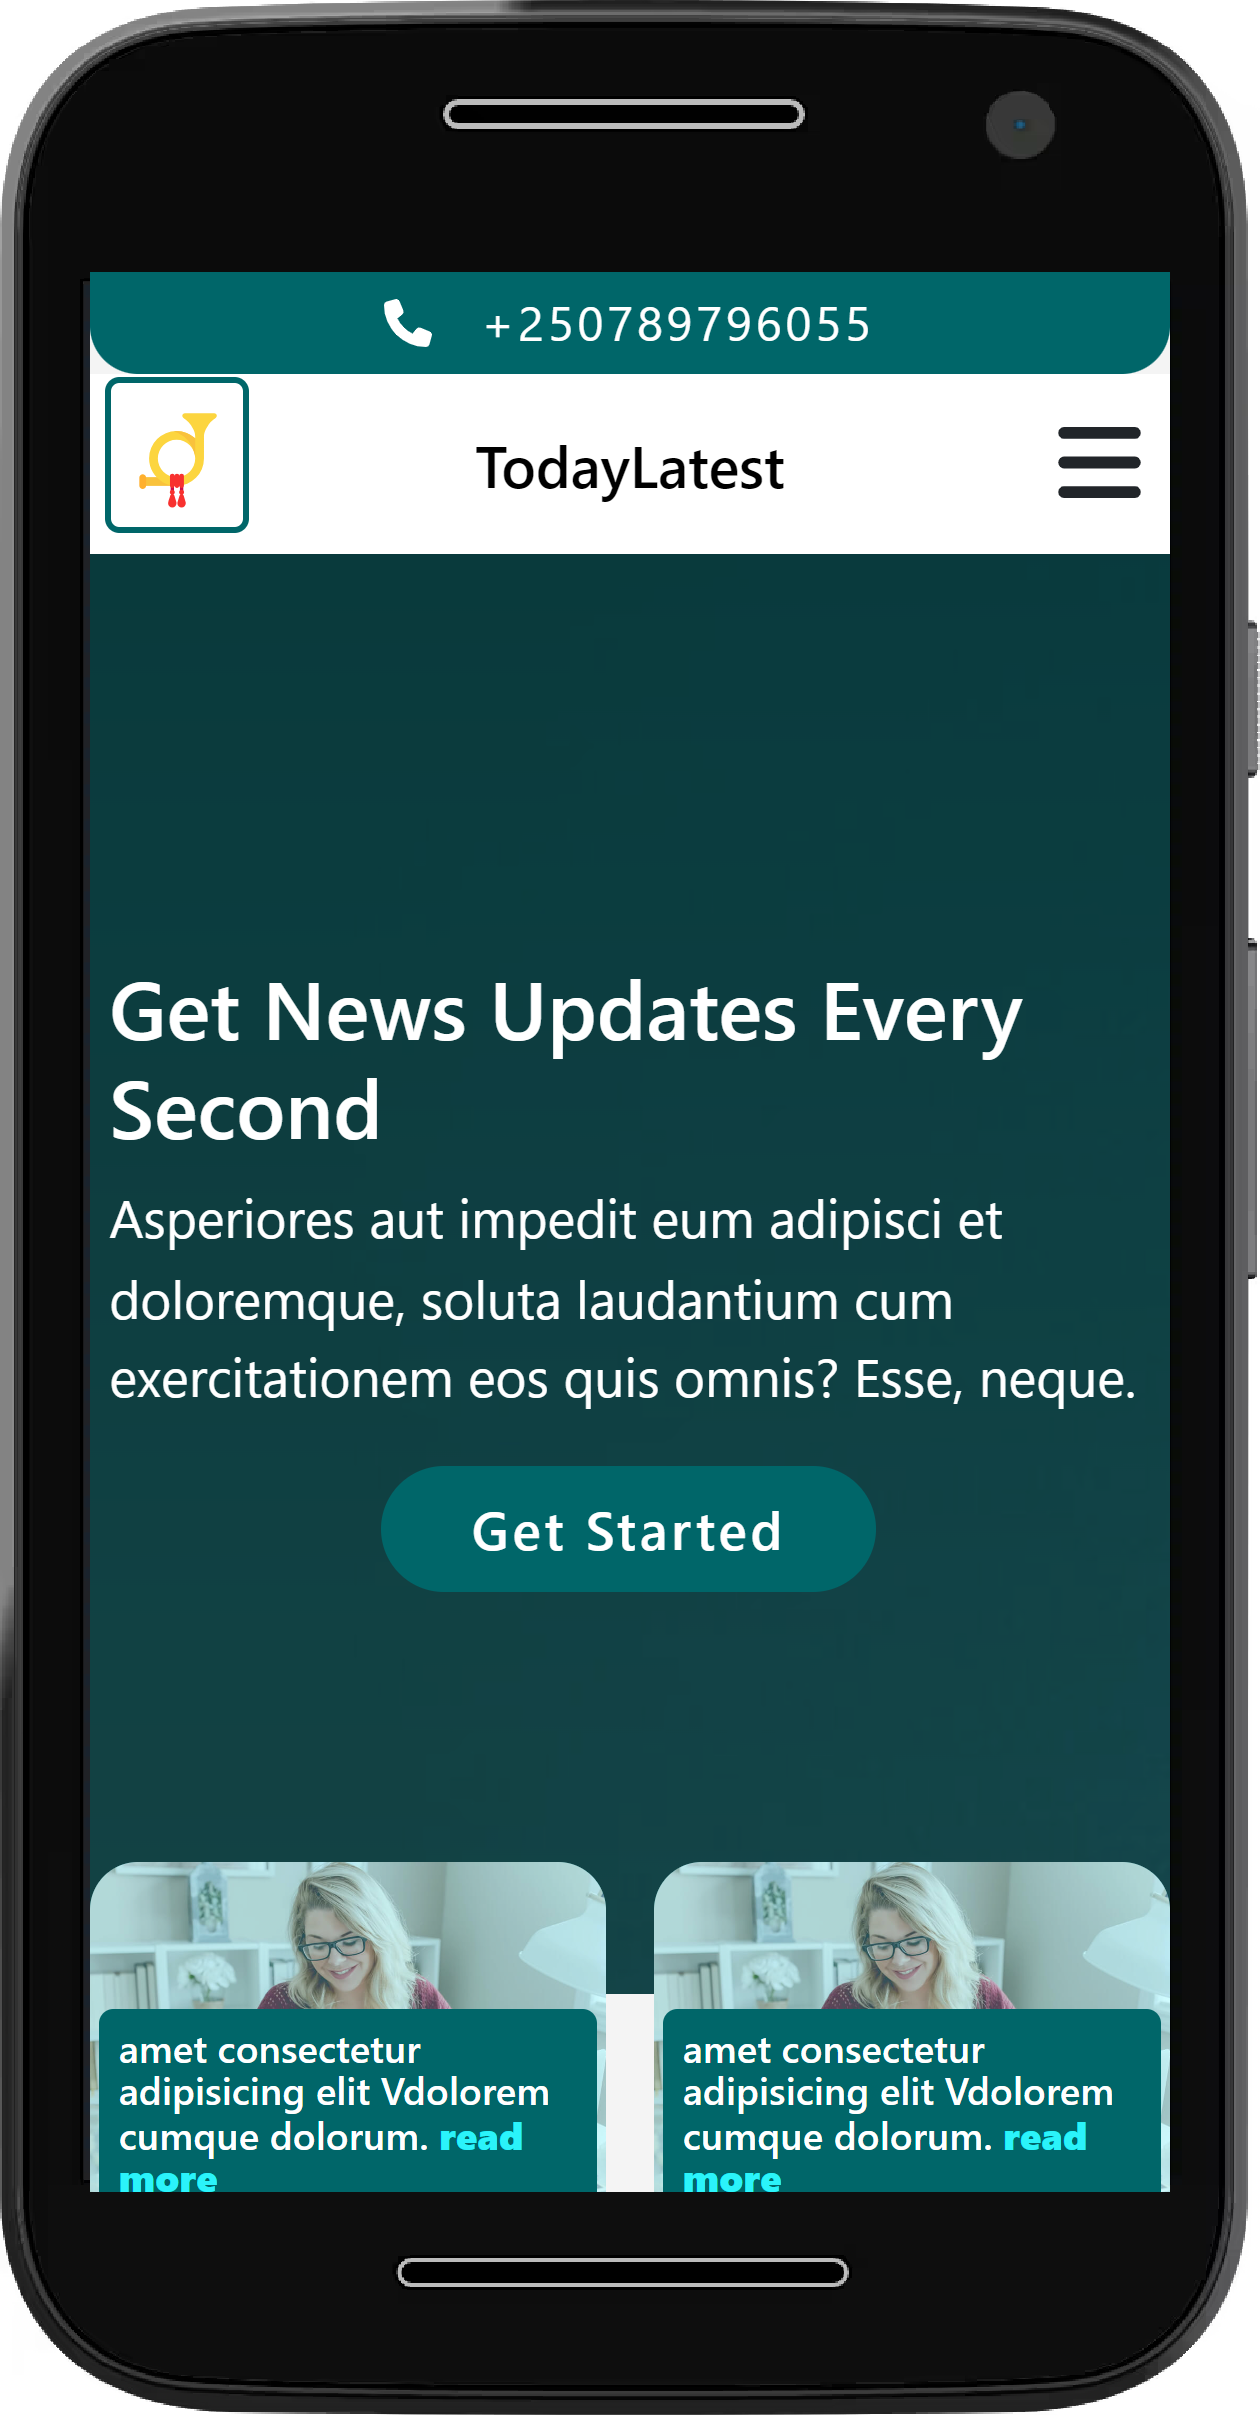 +250789796055
TodayLatest
Get News Updates Every
Second
Asperiores aut impedit eum adipisci et
doloremque, soluta laudantium cum
exercitationem eos quis omnis? Esse, neque.
Get Started
amet consectetur
adipisicing elit Vdolorem
cumque dolorum. read
more
amet consectetur
adipisicing elit Vdolorem
cumque dolorum. read
more